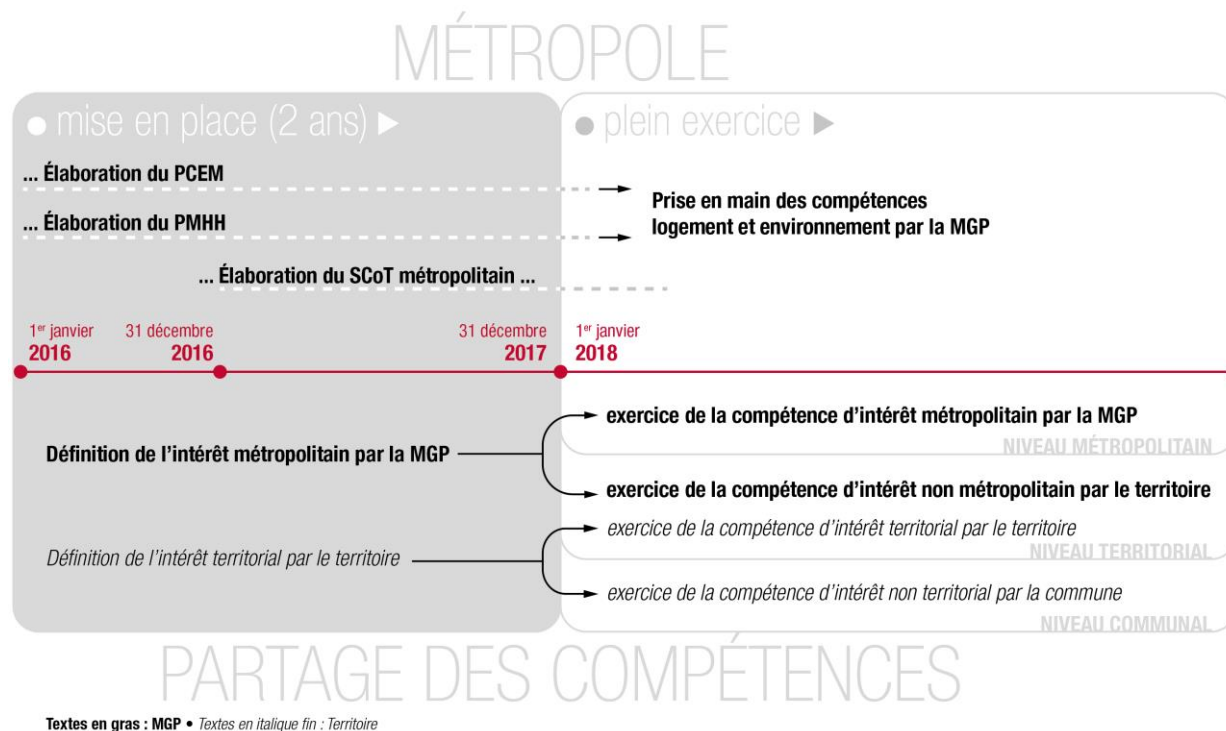 MÉTROPOLE
● mise en place (2 ans) ►
● plein exercice ►
... Élaboration du PCEM
... Élaboration du PMHH
Prise en main des compétences
logement et environnement par la MGP
... Élaboration du SCoT métropolitain ...
1er janvier
2016
31 décembre
2016
31 décembre
2017
1er janvier
2018
Définition de l'intérêt métropolitain par la MGP
exercice de la compétence d'intérêt métropolitain par la MGP
NIVEAU MÉTROPOLITAIN
exercice de la compétence d'intérêt non métropolitain par le territoire
Définition de l'intérêt territorial par le territoire
exercice de la compétence d'intérêt territorial par le territoire
NIVEAU TERRITORIAL
exercice de la compétence d'intérêt non territorial par la commune
NIVEAU COMMUNAL
PARTAGE DES COMPÉTENCES
Textes en gras : MGP • Textes en italique fin : Territoire